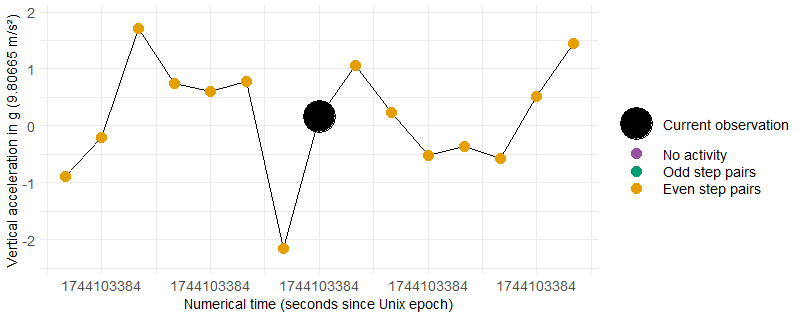 Vertical acceleration in g (9.80665 m/s²)
2
1
0
-1
-2
1744103384 1744103384 1744103384 1744103384 1744103384
Numerical time (seconds since Unix epoch)
Current observation
No activity
Odd step pairs
Even step pairs